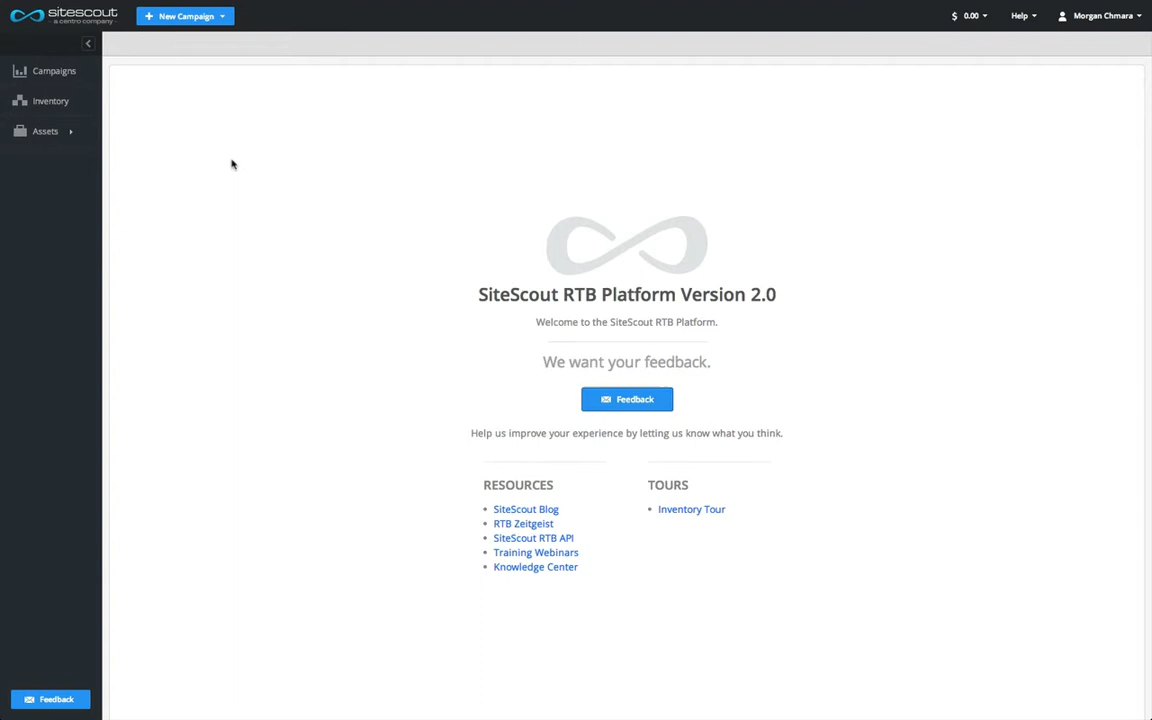 sitescout
- a centro company -
New Campaign
$ 0.00
Help
Morgan Chmara
Campaigns
Inventory
Assets
SiteScout RTB Platform Version 2.0
Welcome to the SiteScout RTB Platform.
We want your feedback.
Feedback
Help us improve your experience by letting us know what you think.
RESOURCES
• SiteScout Blog
• RTB Zeitgeist
• SiteScout RTB API
• Training Webinars
• Knowledge Center
TOURS
• Inventory Tour
Feedback